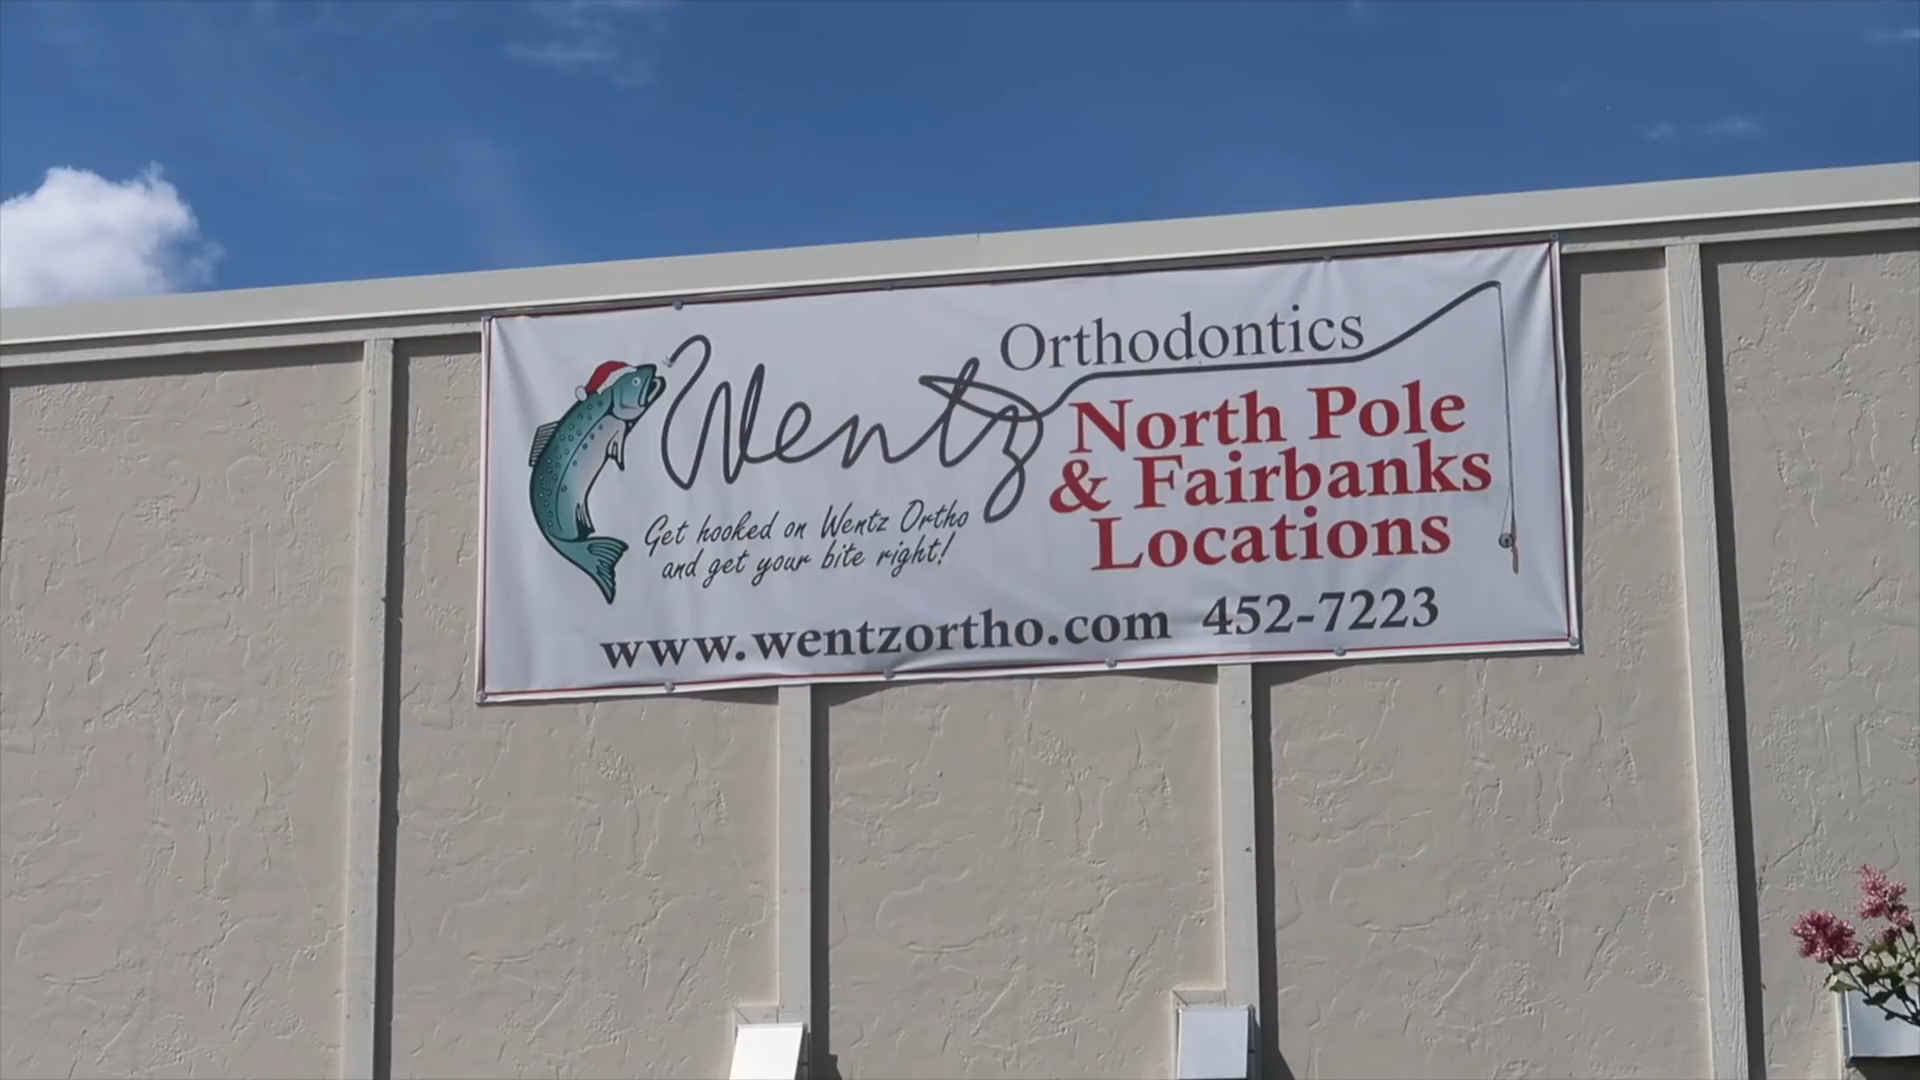 Wentz Orthodontics
North Pole
& Fairbanks
Locations
Get hooked on Wentz Ortho
and get your bite right!
www.wentzortho.com 452-7223